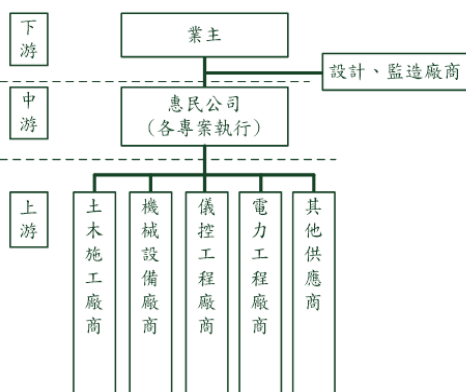 下游
業主
設計、監造廠商
中游
惠民公司
（各專案執行）
上游
土木施工廠商
機械設備廠商
儀控工程廠商
電力工程廠商
其他供應商